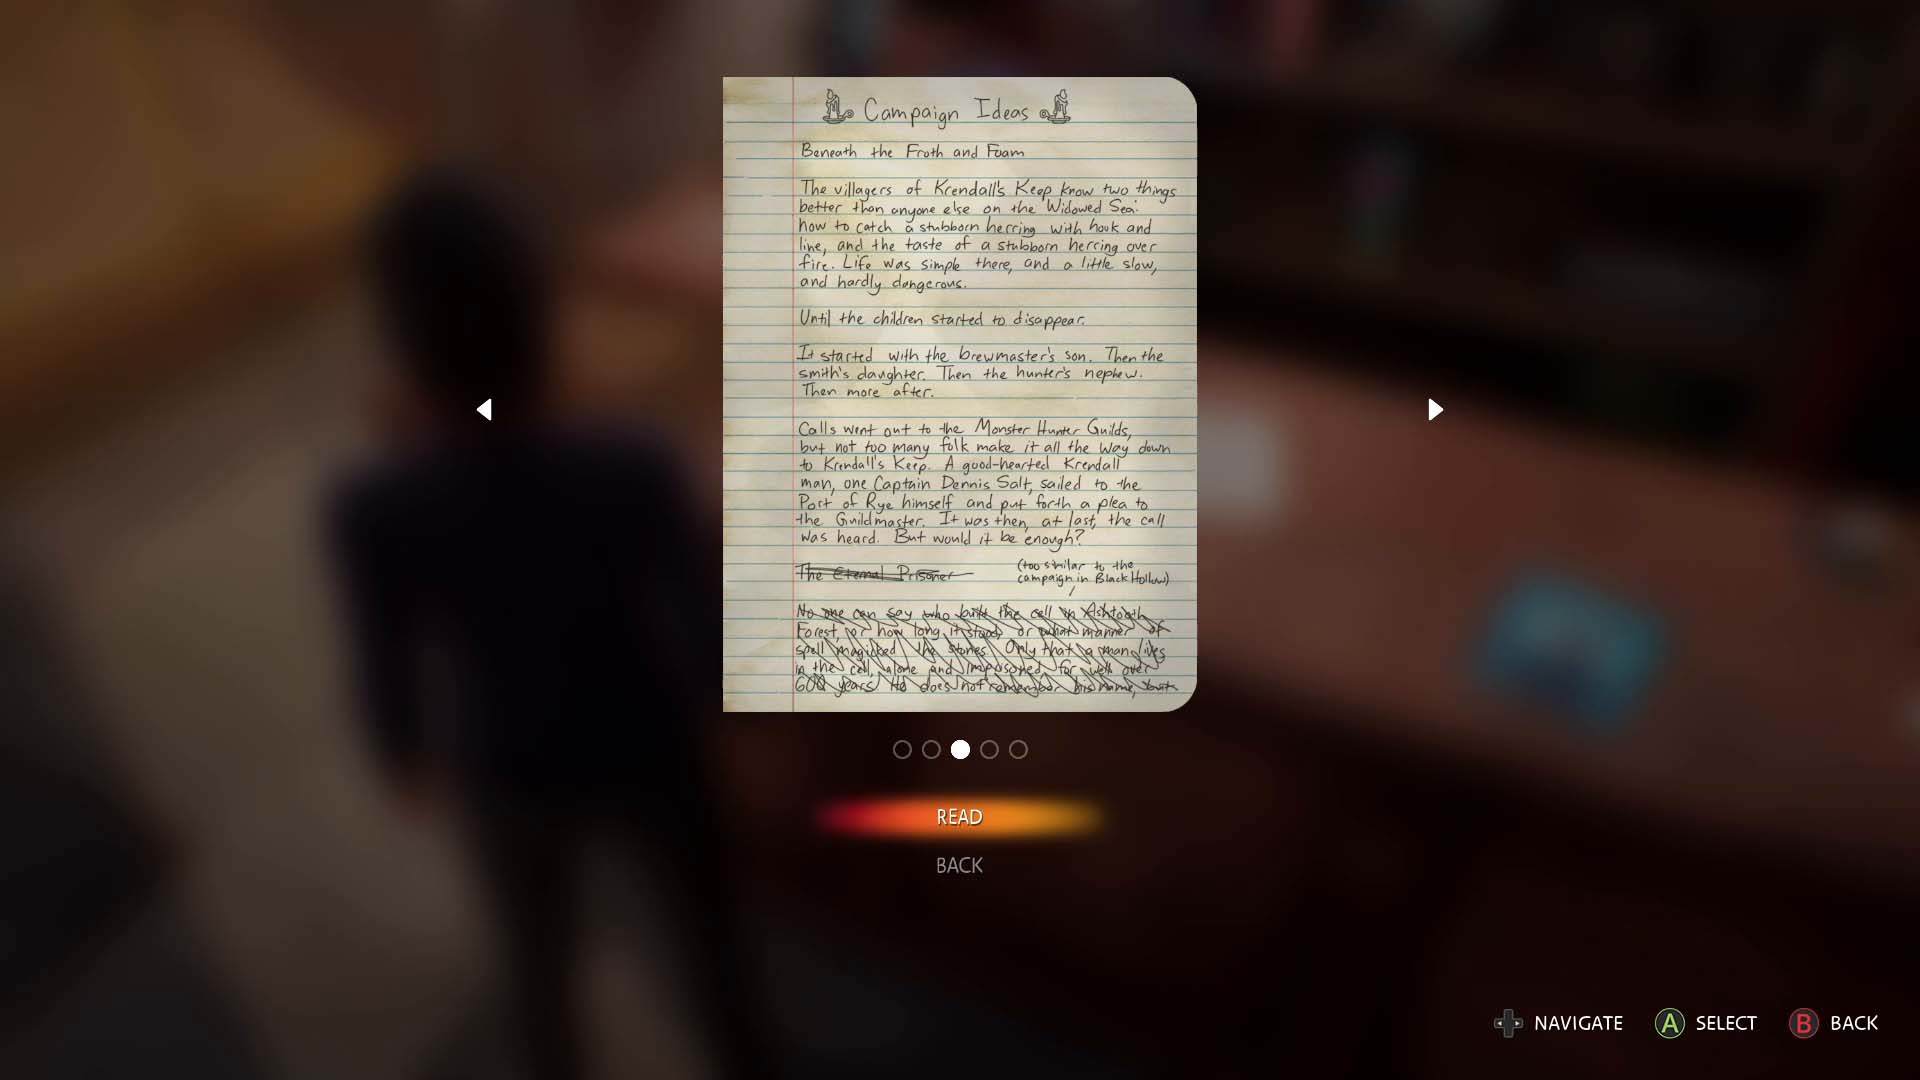 Campaign Ideas
Beneath the Froth and Foam
The villagers of Krendall's Keep know two things
better than anyone else on the Widowed Sea:
how to catch a stubborn herring with hook and
line, and the taste of a stubborn herring over
fire. Life was simple there, and a little slow,
and hardly dangerous.
Until the children started to disappear.
It started with the brewmaster's son. Then the
smith's daughter. Then the hunter's nephew.
Then more after.
Calls went out to the Monster Hunter Guilds,
but not too many folk make it all the way down
to Krendall's Keep. A good-hearted Krendall
man, one Captain Dennis Salt, sailed to the
Port of Rye himself and put forth a plea to
the Guildmaster. It was then, at last, the call
was heard. But would it be enough?
The Eternal Prisoner
(too similar to the
campaign in Black Hollow)
No one can say who built the cell in Ashtooth
Forest, or how long it stood, or what manner of
spell magicked the stones. Only that a man lives
in the cell, alone and imprisoned for well over
600 years. He does not remember his name, but
READ
BACK
NAVIGATE
A SELECT
B BACK